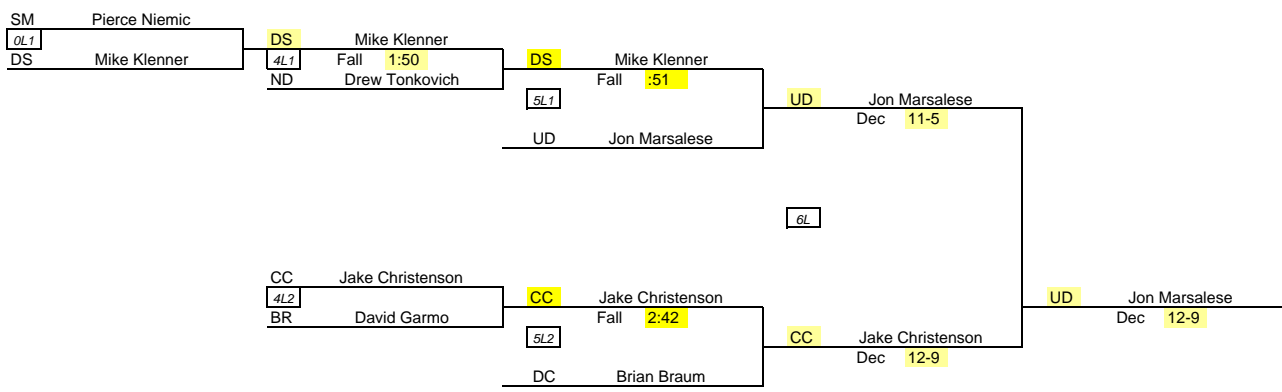 SM Pierce Niemic
0L1
DS Mike Klenner
DS Mike Klenner
4L1 Fall 1:50
ND Drew Tonkovich
DS Mike Klenner
Fall :51
5L1
UD Jon Marsalese
UD Jon Marsalese
Dec 11-5
6L
CC Jake Christenson
4L2
BR David Garmo
CC Jake Christenson
Fall 2:42
5L2
DC Brian Braum
CC Jake Christenson
Dec 12-9
UD Jon Marsalese
Dec 12-9